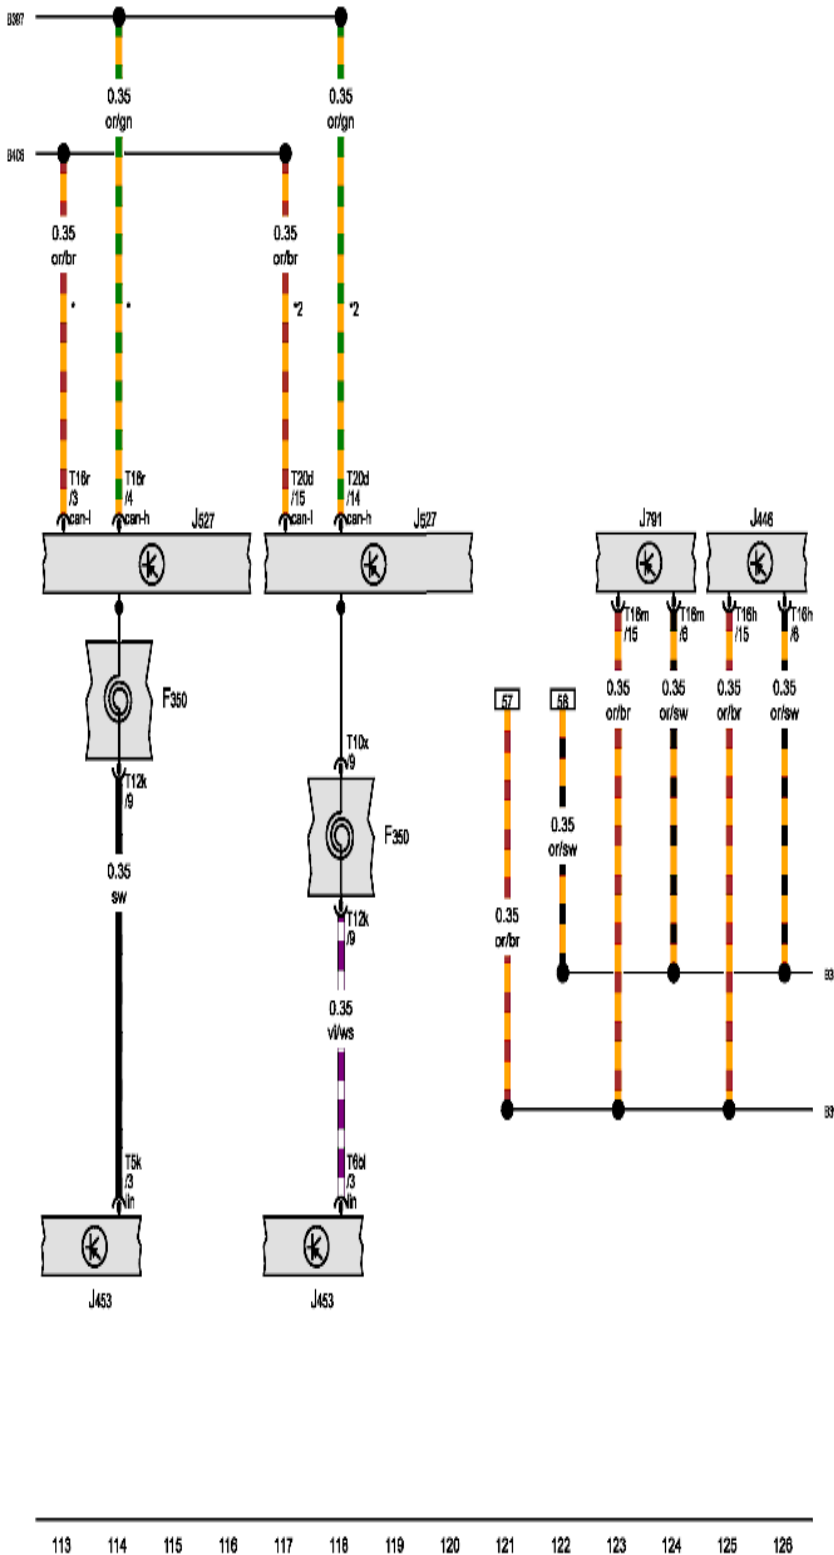 B397
0.35
or/gn
0.35
or/gn
B406
0.35
or/br
0.35
or/br
*
*
*2
*2
T16r
/3
can-l
T16r
/4
can-h
T20d
/15
can-l
T20d
/14
can-h
J527
J527
J791
J446
T16m
/15
T16m
/6
T16h
/15
T16h
/6
0.35
or/br
0.35
or/sw
0.35
or/br
0.35
or/sw
F350
57
58
T10x
/9
T12k
/9
0.35
or/sw
F350
0.35
sw
T12k
/9
0.35
or/br
B3
0.35
vi/ws
B3
T5k
/3
lin
T6bl
/3
lin
J453
J453
113 114 115 116 117 118 119 120 121 122 123 124 125 126